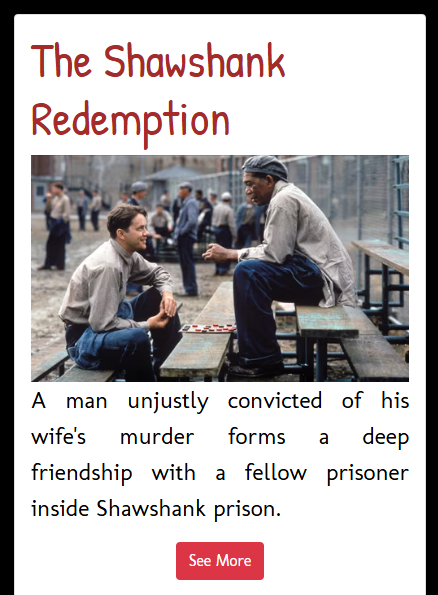 The Shawshank
Redemption
A man unjustly convicted of his
wife's murder forms a deep
friendship with a fellow prisoner
inside Shawshank prison.
See More